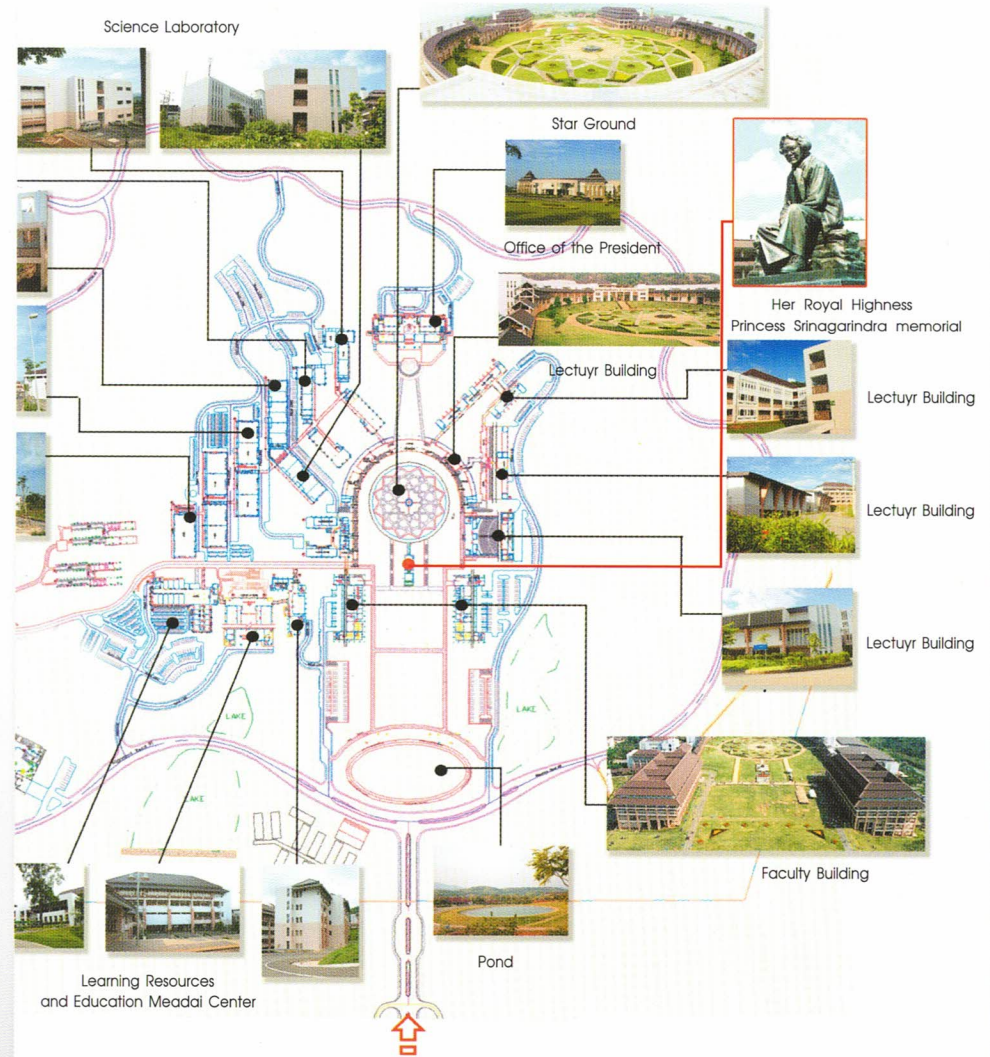 Science Laboratory
Star Ground
Office of the President
Her Royal Highness
Princess Srinagarindra memorial
Lectuyr Building
Lectuyr Building
Lectuyr Building
Lectuyr Building
LAKE
LAKE
LAKE
Faculty Building
Pond
Learning Resources
and Education Meadai Center